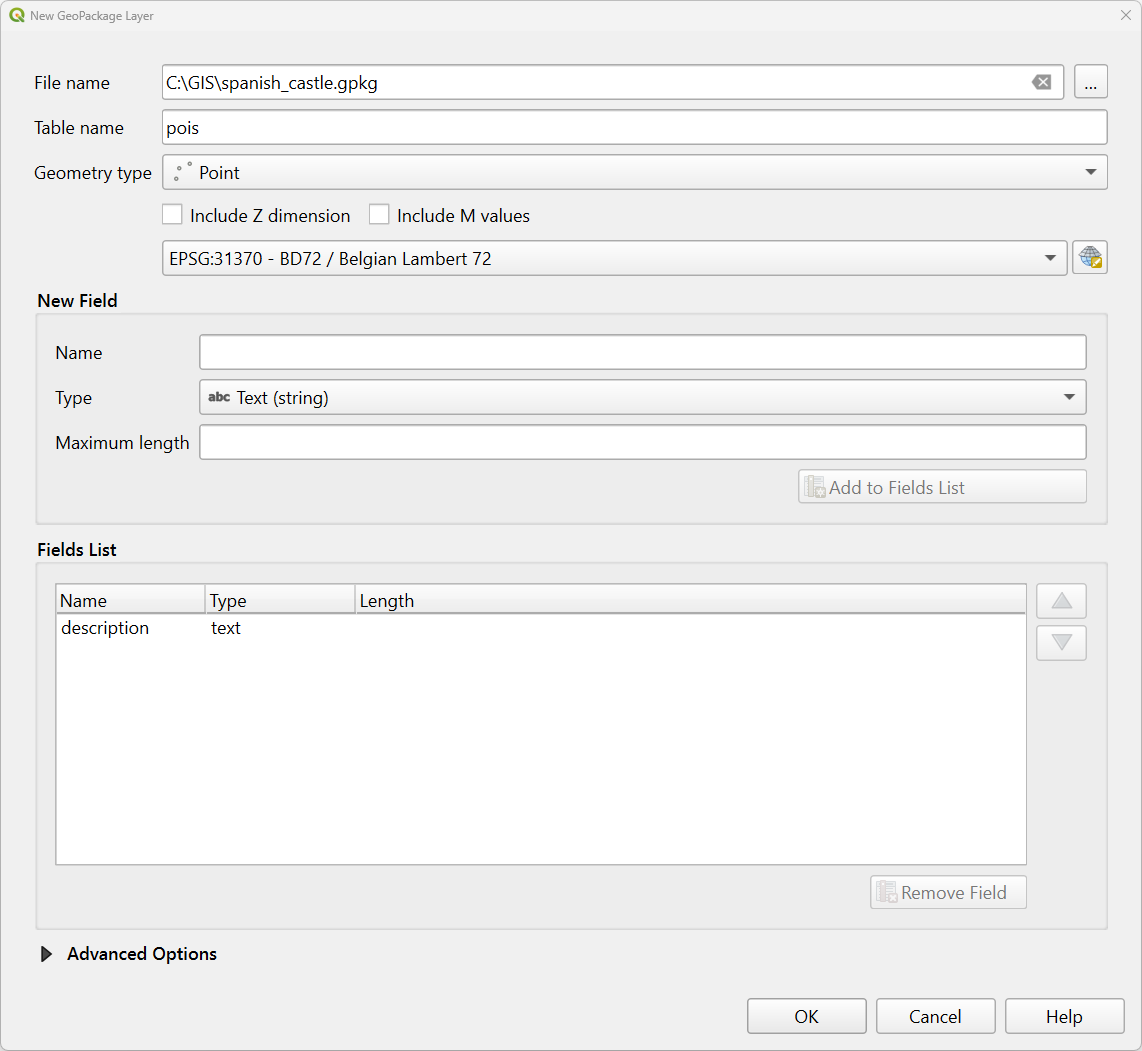 New GeoPackage Layer
File name C:\GIS\spanish_castle.gpkg ...
Table name pois
Geometry type Point
Include Z dimension Include M values
EPSG:31370 - BD72 / Belgian Lambert 72
New Field
Name
Type abc Text (string)
Maximum length
Add to Fields List
Fields List
Name Type Length
description text
Remove Field
Advanced Options
OK Cancel Help